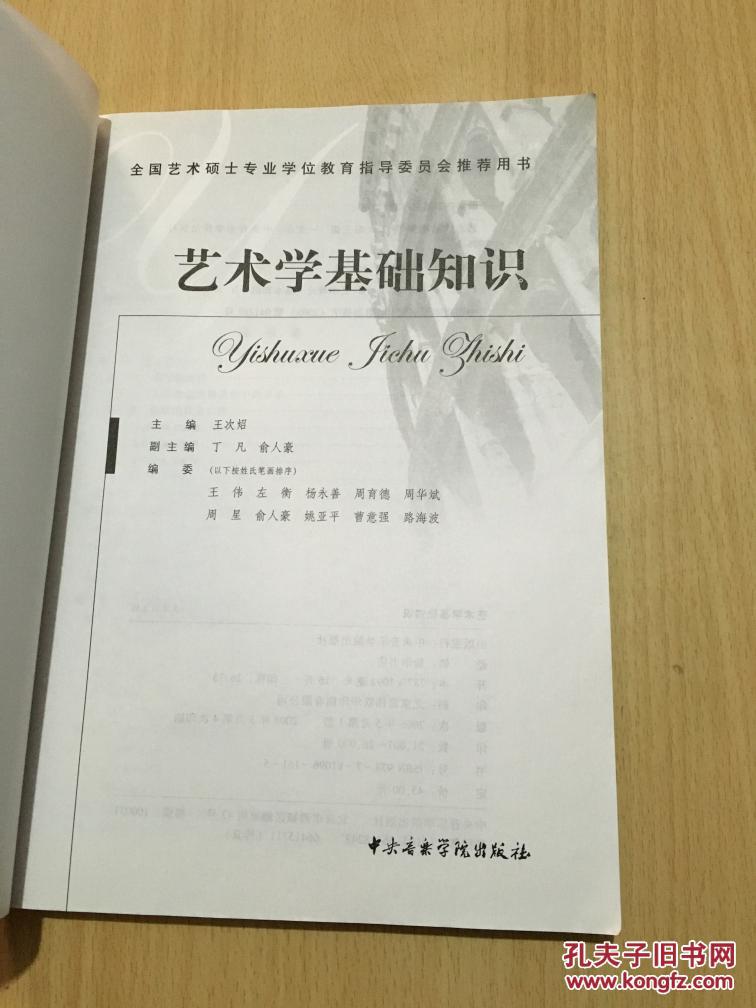 全国艺术硕士专业学位教育指导委员会推荐用书
艺术学基础知识
Yishuxue Jichu Zhishi
主 编 王次炤
副主编 丁 凡 俞人豪
编 委 (以下按姓氏笔画排序)
王 伟 左 衡 杨永善 周育德 周华斌
周 星 俞人豪 姚亚平 曹意强 路海波
中央音乐学院出版社
孔夫子旧书网
www.kongfz.com